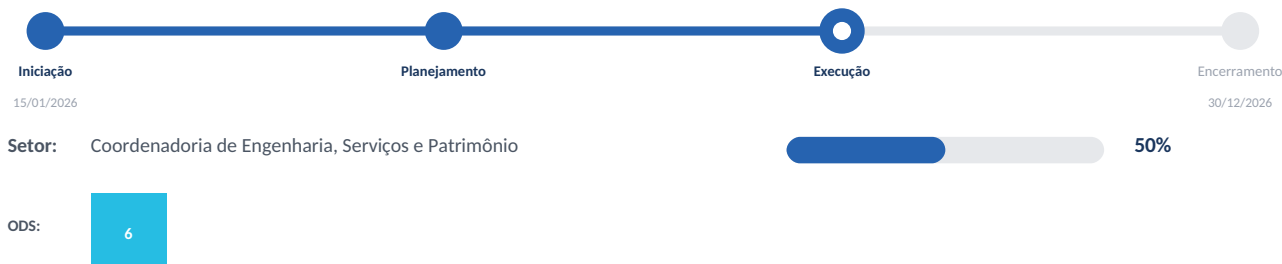 Iniciação
Planejamento
Execução
Encerramento
15/01/2026
30/12/2026
Setor: Coordenadoria de Engenharia, Serviços e Patrimônio
50%
ODS:
6